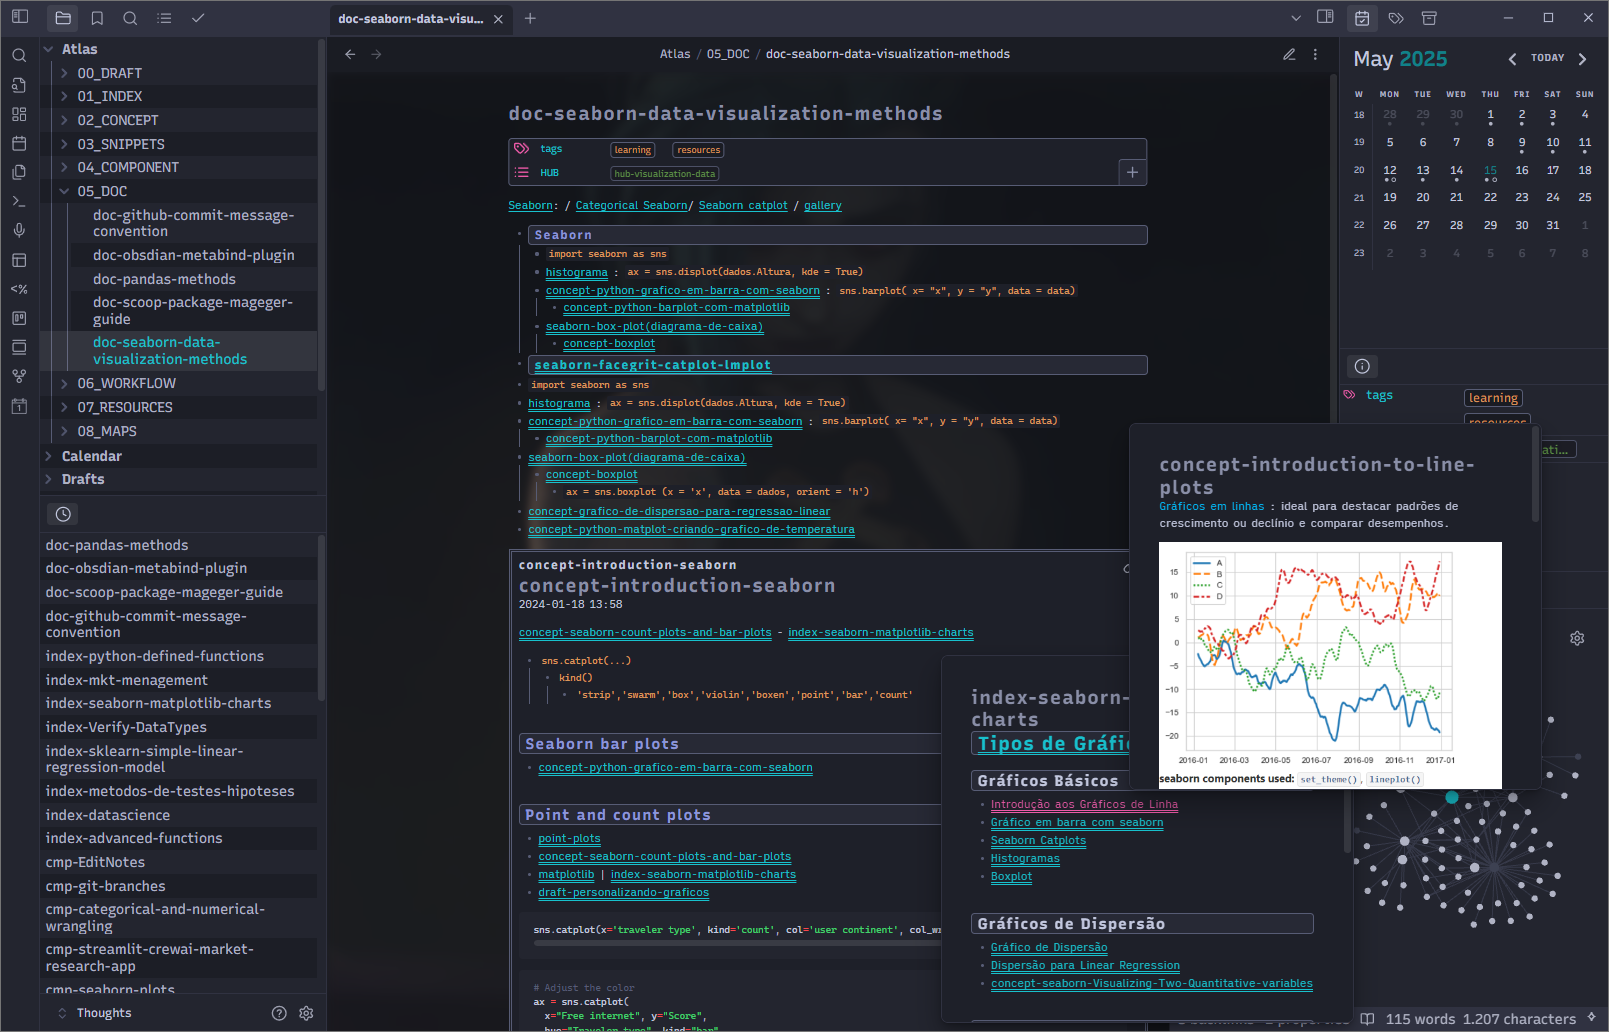 doc-seaborn-data-visu...
Atlas
00_DRAFT
01_INDEX
02_CONCEPT
03_SNIPPETS
04_COMPONENT
05_DOC
doc-github-commit-message-
convention
doc-obsdian-metabind-plugin
doc-pandas-methods
doc-scoop-package-mageger-
guide
doc-seaborn-data-
visualization-methods
06_WORKFLOW
07_RESOURCES
08_MAPS
Calendar
Drafts
doc-pandas-methods
doc-obsdian-metabind-plugin
doc-scoop-package-mageger-guide
doc-github-commit-message-
convention
index-python-defined-functions
index-mkt-menagement
index-seaborn-matplotlib-charts
index-Verify-DataTypes
index-sklearn-simple-linear-
regression-model
index-metodos-de-testes-hipoteses
index-datascience
index-advanced-functions
cmp-EditNotes
cmp-git-branches
cmp-categorical-and-numerical-
wrangling
cmp-streamlit-crewai-market-
research-app
cmp-seaborn-plots
Thoughts
Atlas / 05_DOC / doc-seaborn-data-visualization-methods
doc-seaborn-data-visualization-methods
tags learning resources
HUB hub-visualization-data
Seaborn: / Categorical Seaborn/ Seaborn catplot / gallery
Seaborn
import seaborn as sns
histograma : ax = sns.displot(dados.Altura, kde = True)
concept-python-grafico-em-barra-com-seaborn : sns.barplot( x= "x", y = "y", data = data)
concept-python-barplot-com-matplotlib
seaborn-box-plot(diagrama-de-caixa)
concept-boxplot
seaborn-facegrit-catplot-lmplot
import seaborn as sns
histograma : ax = sns.displot(dados.Altura, kde = True)
concept-python-grafico-em-barra-com-seaborn : sns.barplot( x= "x", y = "y", data = data)
concept-python-barplot-com-matplotlib
seaborn-box-plot(diagrama-de-caixa)
concept-boxplot
ax = sns.boxplot (x = 'x', data = dados, orient = 'h')
concept-grafico-de-dispersao-para-regressao-linear
concept-python-matplot-criando-grafico-de-temperatura
concept-introduction-seaborn
concept-introduction-seaborn
2024-01-18 13:58
concept-seaborn-count-plots-and-bar-plots - index-seaborn-matplotlib-charts
sns.catplot(...)
kind()
'strip','swarm','box','violin','boxen','point','bar','count'
Seaborn bar plots
concept-python-grafico-em-barra-com-seaborn
Point and count plots
point-plots
concept-seaborn-count-plots-and-bar-plots
matplotlib | index-seaborn-matplotlib-charts
draft-personalizando-graficos
sns.catplot(x='traveler type', kind='count', col='user continent', col_w
# Adjust the color
ax = sns.catplot(
x="Free internet", y="Score",
hue="Traveler type", kind="bar"
index-seaborn-
charts
Tipos de Gráfi
Gráficos Básicos
Introdução aos Gráficos de Linha
Gráfico em barra com seaborn
Seaborn Catplots
Histogramas
Boxplot
Gráficos de Dispersão
Gráfico de Dispersão
Dispersão para Linear Regression
concept-seaborn-Visualizing-Two-Quantitative-variables
concept-introduction-to-line-
plots
Gráficos em linhas : ideal para destacar padrões de
crescimento ou declínio e comparar desempenhos.
A
B
C
D
15
10
5
0
−5
−10
−15
−20
2016-01 2016-03 2016-05 2016-07 2016-09 2016-11 2017-01
seaborn components used: set_theme(), lineplot()
May 2025 TODAY
W MON TUE WED THU FRI SAT SUN
18 28 29 30 1 2 3 4
19 5 6 7 8 9 10 11
20 12 13 14 15 16 17 18
21 19 20 21 22 23 24 25
22 26 27 28 29 30 31 1
23 2 3 4 5 6 7 8
tags learning
resources
ati...
115 words 1.207 characters